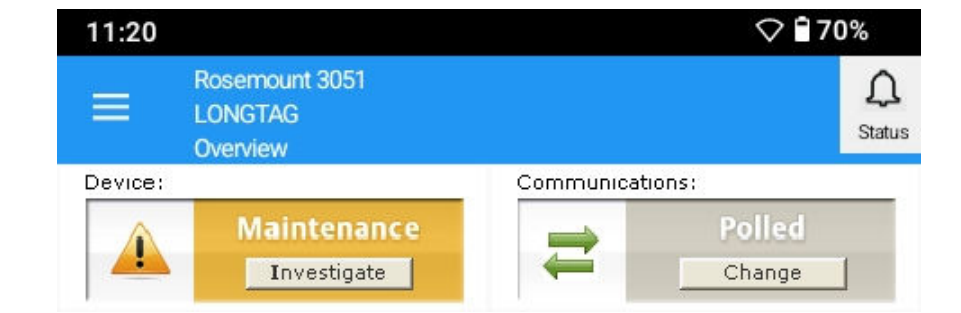 11:20 70%
Rosemount 3051
LONGTAG
Overview
Status
Device: Communications:
Maintenance Polled
Investigate Change